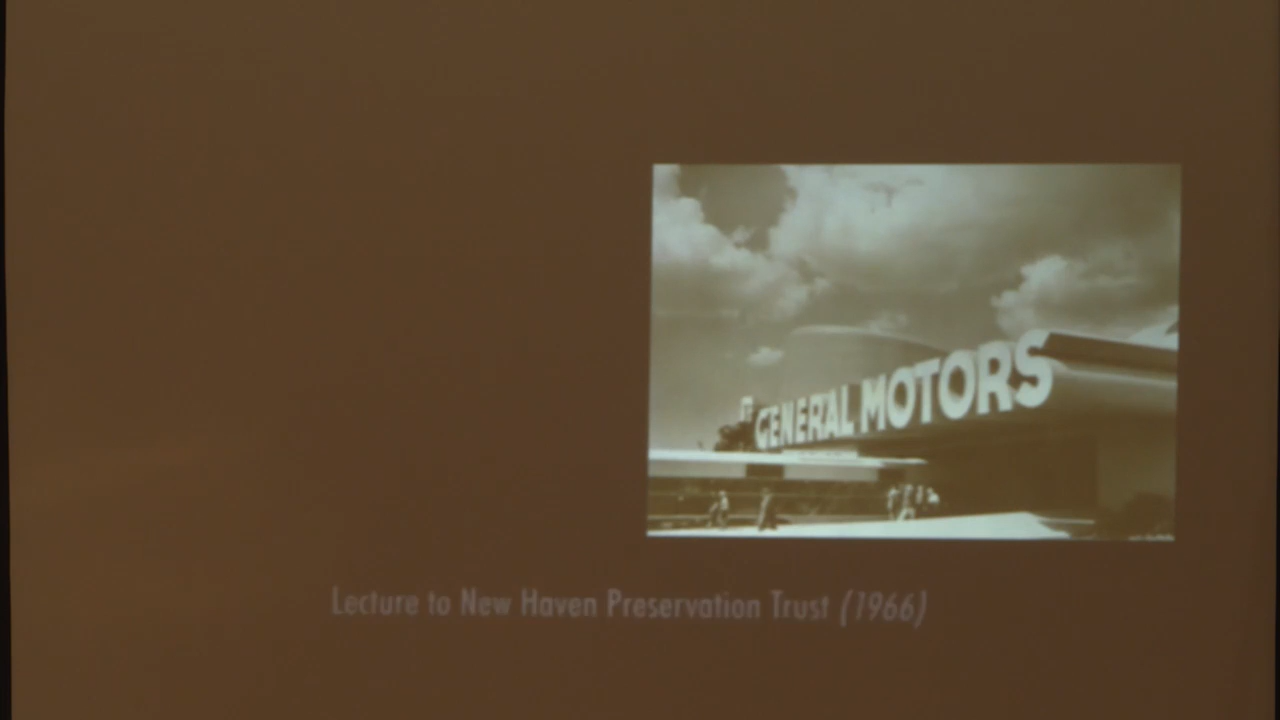 GENERAL MOTORS
Lecture to New Haven Preservation Trust (1966)